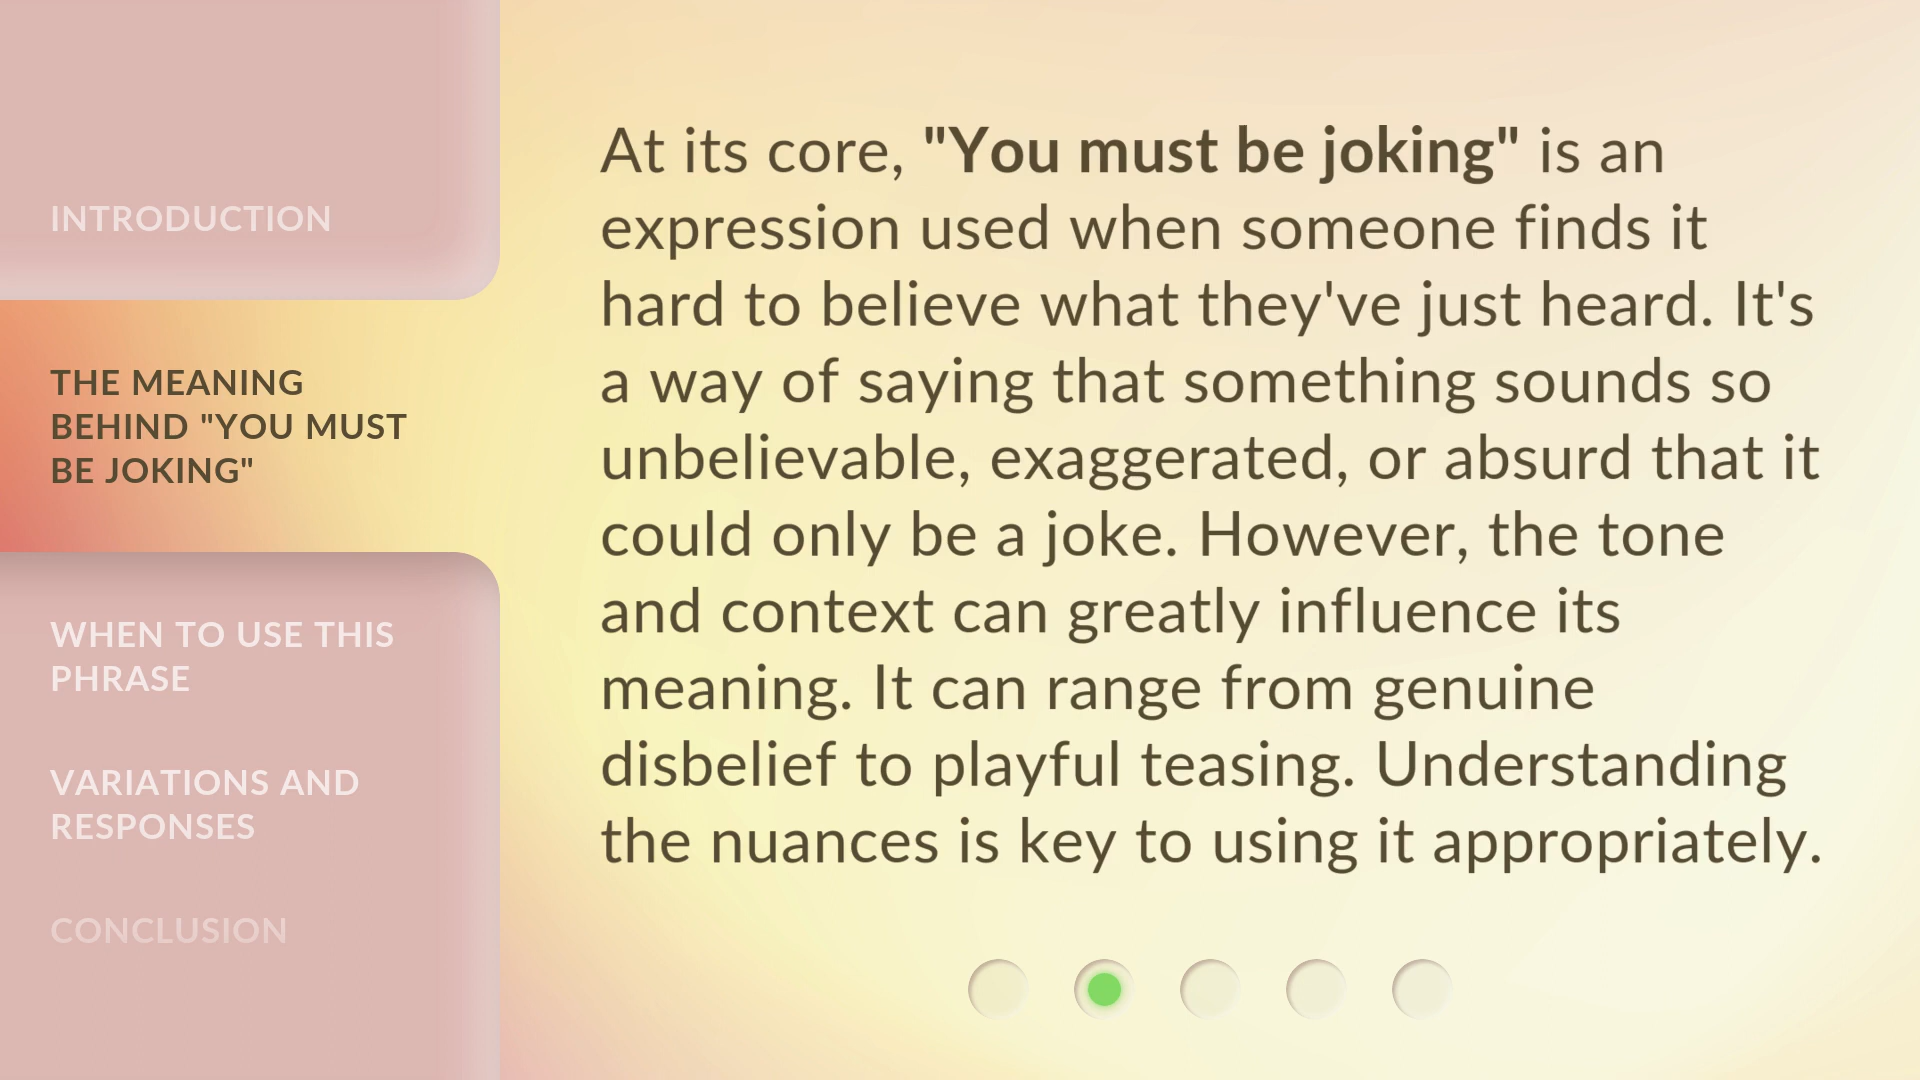 INTRODUCTION
THE MEANING
BEHIND "YOU MUST
BE JOKING"
WHEN TO USE THIS
PHRASE
VARIATIONS AND
RESPONSES
CONCLUSION
At its core, "You must be joking" is an
expression used when someone finds it
hard to believe what they've just heard. It's
a way of saying that something sounds so
unbelievable, exaggerated, or absurd that it
could only be a joke. However, the tone
and context can greatly influence its
meaning. It can range from genuine
disbelief to playful teasing. Understanding
the nuances is key to using it appropriately.